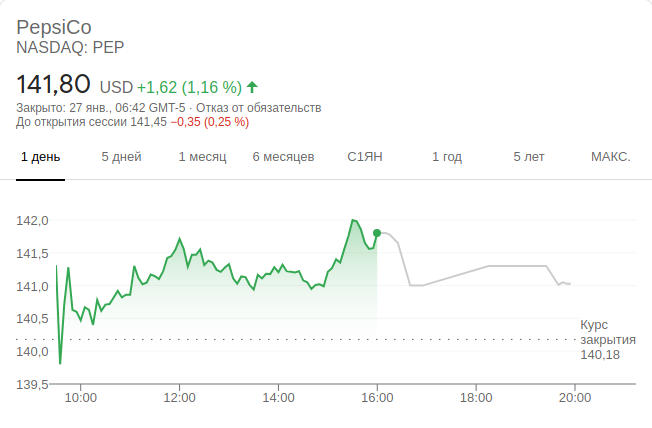 PepsiCo
NASDAQ: PEP
141,80 USD +1,62 (1,16 %)
Закрыто: 27 янв., 06:42 GMT-5 · Отказ от обязательств
До открытия сессии 141,45 −0,35 (0,25 %)
1 день 5 дней 1 месяц 6 месяцев С1ЯН 1 год 5 лет МАКС.
142,0
141,5
141,0
140,5
140,0
139,5
Курс
закрытия
140,18
10:00 12:00 14:00 16:00 18:00 20:00